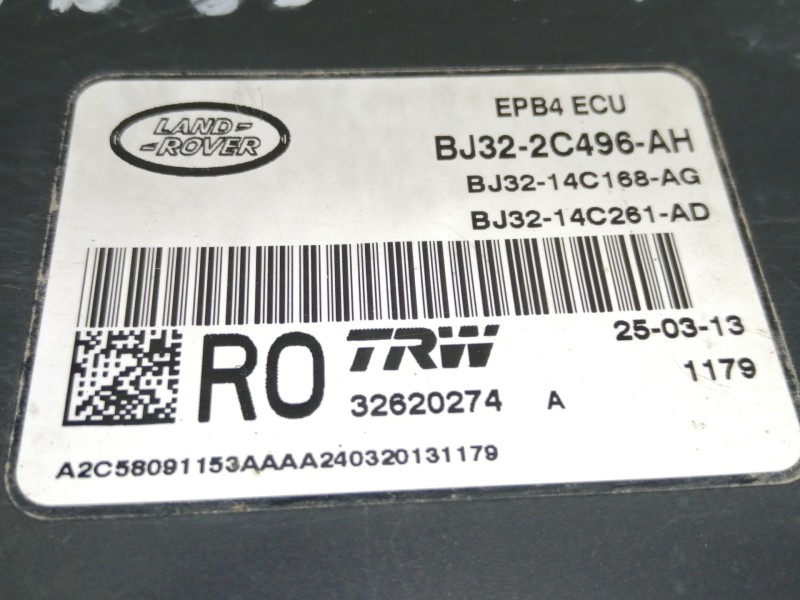 LAND-
-ROVER
EPB4 ECU
BJ32-2C496-AH
BJ32-14C168-AG
BJ32-14C261-AD
RO
TRW
25-03-13
32620274 A
1179
A2C58091153AAAA240320131179